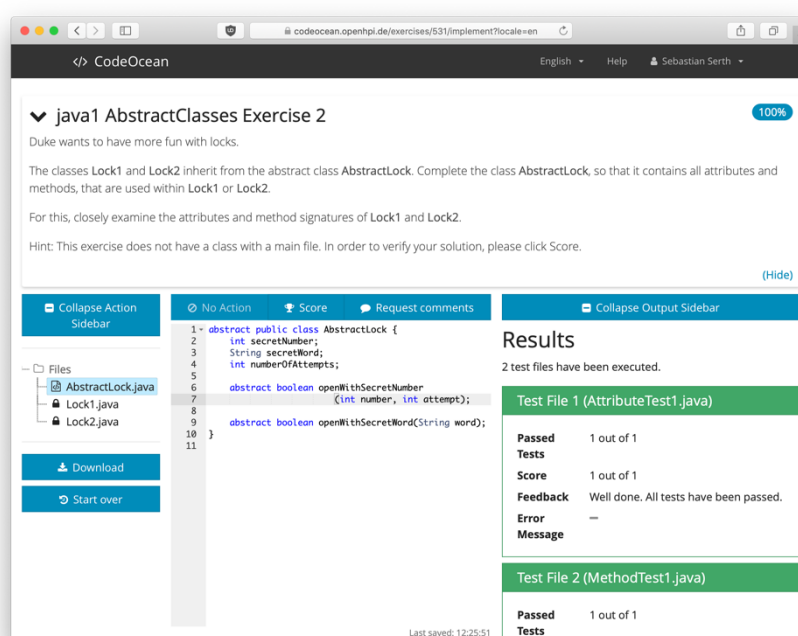 codeocean.openhpi.de/exercises/531/implement?locale=en
</> CodeOcean
English
Help
Sebastian Serth
java1 AbstractClasses Exercise 2
100%
Duke wants to have more fun with locks.
The classes Lock1 and Lock2 inherit from the abstract class AbstractLock. Complete the class AbstractLock, so that it contains all attributes and
methods, that are used within Lock1 or Lock2.
For this, closely examine the attributes and method signatures of Lock1 and Lock2.
Hint: This exercise does not have a class with a main file. In order to verify your solution, please click Score.
(Hide)
Collapse Action
Sidebar
Files
AbstractLock.java
Lock1.java
Lock2.java
Download
Start over
No Action
Score
Request comments
1 abstract public class AbstractLock {
2 int secretNumber;
3 String secretWord;
4 int numberOfAttempts;
5
6 abstract boolean openWithSecretNumber
7 (int number, int attempt);
8
9 abstract boolean openWithSecretWord(String word);
10 }
11
Last saved: 12:25:51
Collapse Output Sidebar
Results
2 test files have been executed.
Test File 1 (AttributeTest1.java)
Passed 1 out of 1
Tests
Score 1 out of 1
Feedback Well done. All tests have been passed.
Error —
Message
Test File 2 (MethodTest1.java)
Passed 1 out of 1
Tests